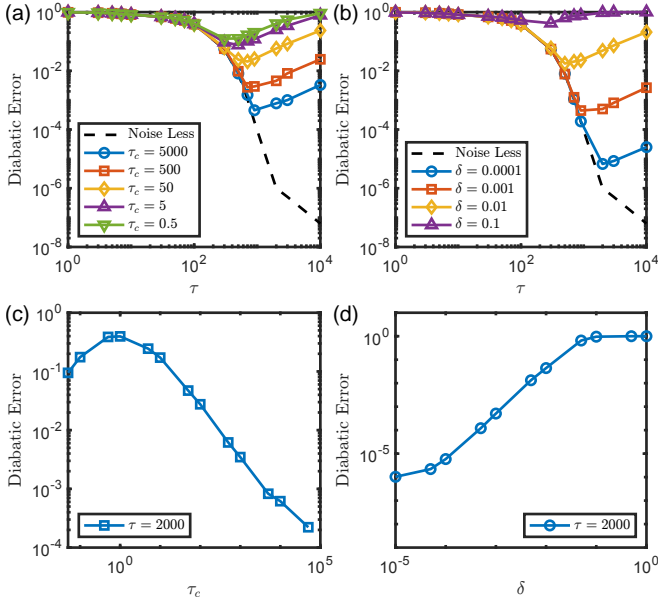 (a)
10^0
10^-2
10^-4
10^-6
10^-8
Diabatic Error
Noise Less
τ_c = 5000
τ_c = 500
τ_c = 50
τ_c = 5
τ_c = 0.5
10^0
10^2
10^4
τ
(b)
10^0
10^-2
10^-4
10^-6
10^-8
Diabatic Error
Noise Less
δ = 0.0001
δ = 0.001
δ = 0.01
δ = 0.1
10^0
10^2
10^4
τ
(c)
10^0
10^-1
10^-2
10^-3
10^-4
Diabatic Error
τ = 2000
10^0
10^5
τ_c
(d)
10^0
10^-5
Diabatic Error
τ = 2000
10^-5
10^0
δ